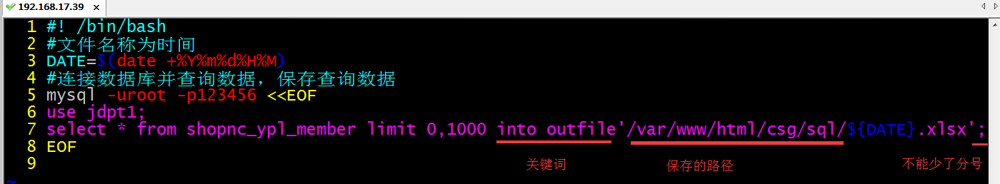 192.168.17.39
1 #! /bin/bash
2 #文件名称为时间
3 DATE=$(date +%Y%m%d%H%M)
4 #连接数据库并查询数据，保存查询数据
5 mysql -uroot -p123456 <<EOF
6 use jdpt1;
7 select * from shopnc_ypl_member limit 0,1000 into outfile'/var/www/html/csg/sql/${DATE}.xlsx';
8 EOF
9
关键词 保存的路径 不能少了分号
~